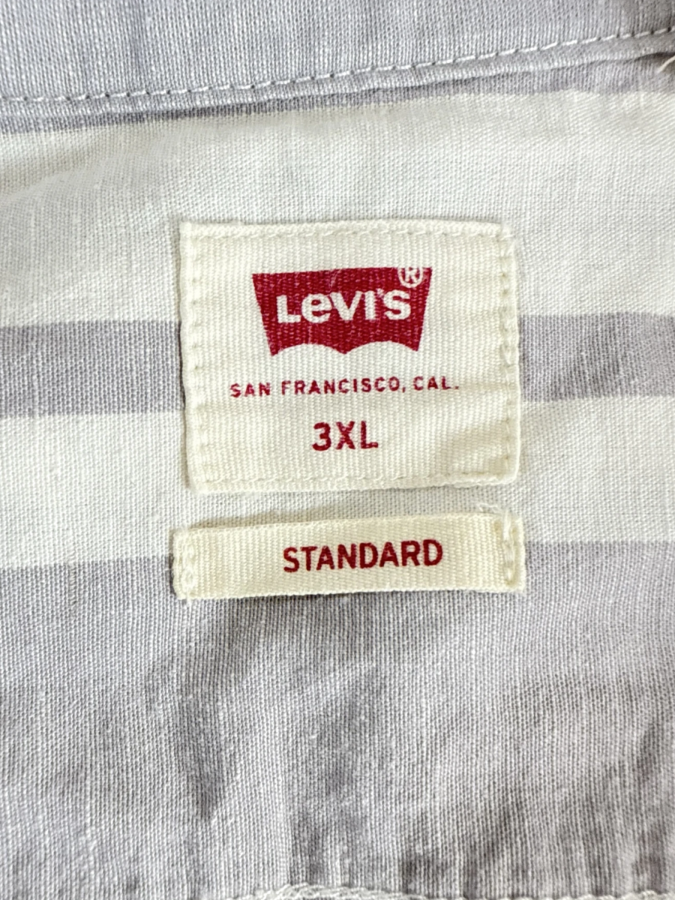 Levi's®
SAN FRANCISCO, CAL.
3XL
STANDARD